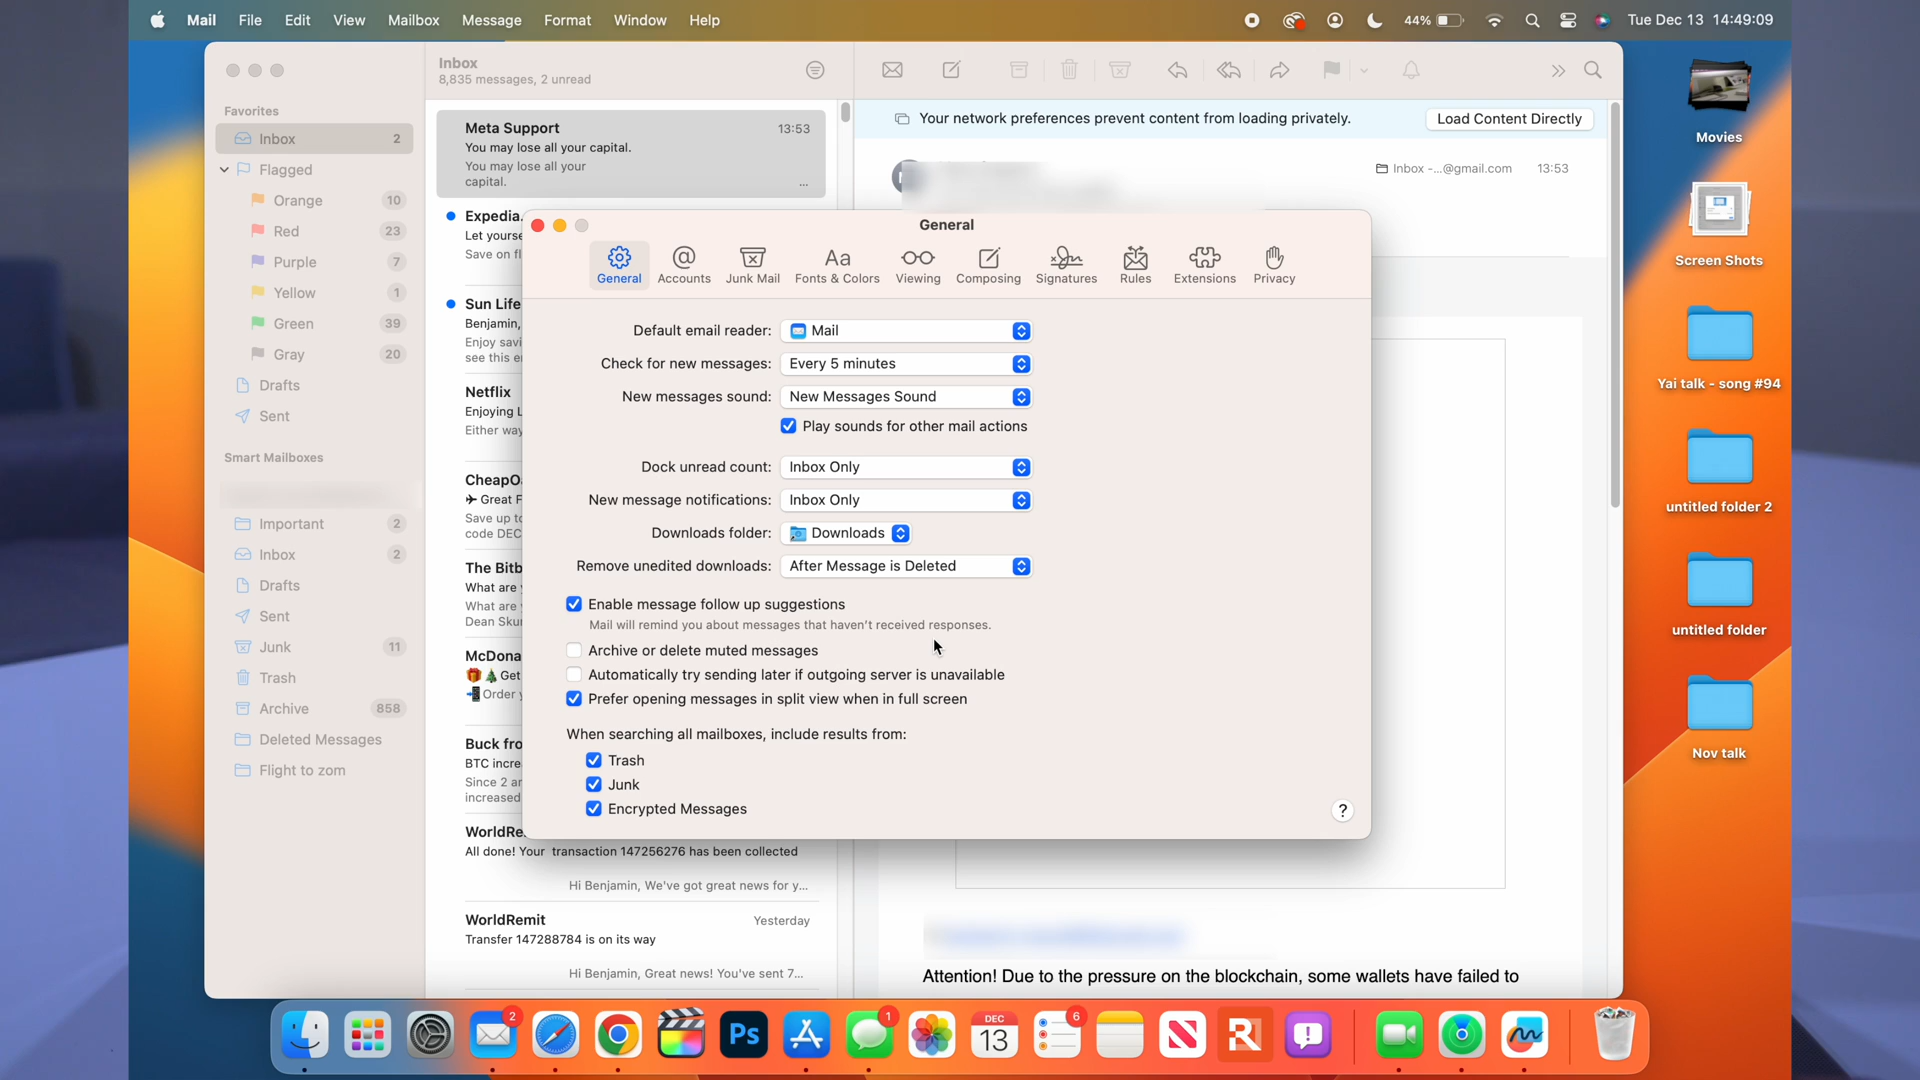 Mail File Edit View Mailbox Message Format Window Help
44% Tue Dec 13 14:49:09
Favorites
Inbox 2
Flagged
Orange 10
Red 23
Purple 7
Yellow 1
Green 39
Gray 20
Drafts
Sent
Smart Mailboxes
Important 2
Inbox 2
Drafts
Sent
Junk 11
Trash
Archive 858
Deleted Messages
Flight to zom
Inbox
8,835 messages, 2 unread
Meta Support 13:53
You may lose all your capital.
You may lose all your
capital. ...
Expedia.
Let yourse
Save on fl
Sun Life
Benjamin,
Enjoy savi
see this e
Netflix
Enjoying L
Either way
CheapO
Great F
Save up to
code DEC
The Bitb
What are
What are
Dean Sku
McDona
Get
Order
Buck fro
BTC incre
Since 2 a
increased
WorldRe
All done! Your transaction 147256276 has been collected
Hi Benjamin, We've got great news for y...
WorldRemit Yesterday
Transfer 147288784 is on its way
Hi Benjamin, Great news! You've sent 7...
Your network preferences prevent content from loading privately. Load Content Directly
Inbox -...@gmail.com 13:53
General
General Accounts Junk Mail Fonts & Colors Viewing Composing Signatures Rules Extensions Privacy
Default email reader: Mail
Check for new messages: Every 5 minutes
New messages sound: New Messages Sound
Play sounds for other mail actions
Dock unread count: Inbox Only
New message notifications: Inbox Only
Downloads folder: Downloads
Remove unedited downloads: After Message is Deleted
Enable message follow up suggestions
Mail will remind you about messages that haven't received responses.
Archive or delete muted messages
Automatically try sending later if outgoing server is unavailable
Prefer opening messages in split view when in full screen
When searching all mailboxes, include results from:
Trash
Junk
Encrypted Messages
?
Attention! Due to the pressure on the blockchain, some wallets have failed to
Movies
Screen Shots
Yai talk - song #94
untitled folder 2
untitled folder
Nov talk
2 Ps 1 DEC 13 6